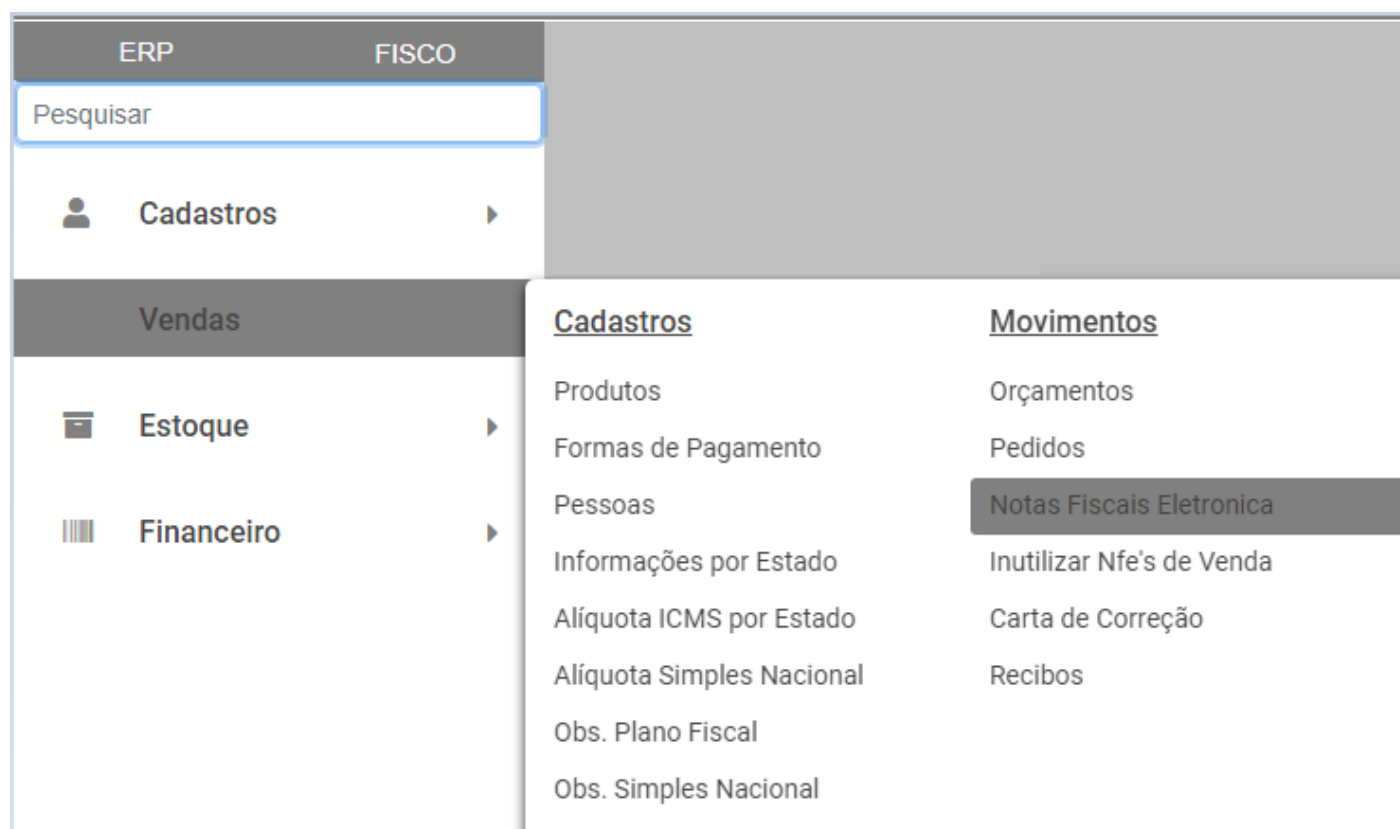 ERP FISCO
Pesquisar
Cadastros
Vendas
Estoque
Financeiro
Cadastros
Produtos
Formas de Pagamento
Pessoas
Informações por Estado
Alíquota ICMS por Estado
Alíquota Simples Nacional
Obs. Plano Fiscal
Obs. Simples Nacional
Movimentos
Orçamentos
Pedidos
Notas Fiscais Eletronica
Inutilizar Nfe's de Venda
Carta de Correção
Recibos